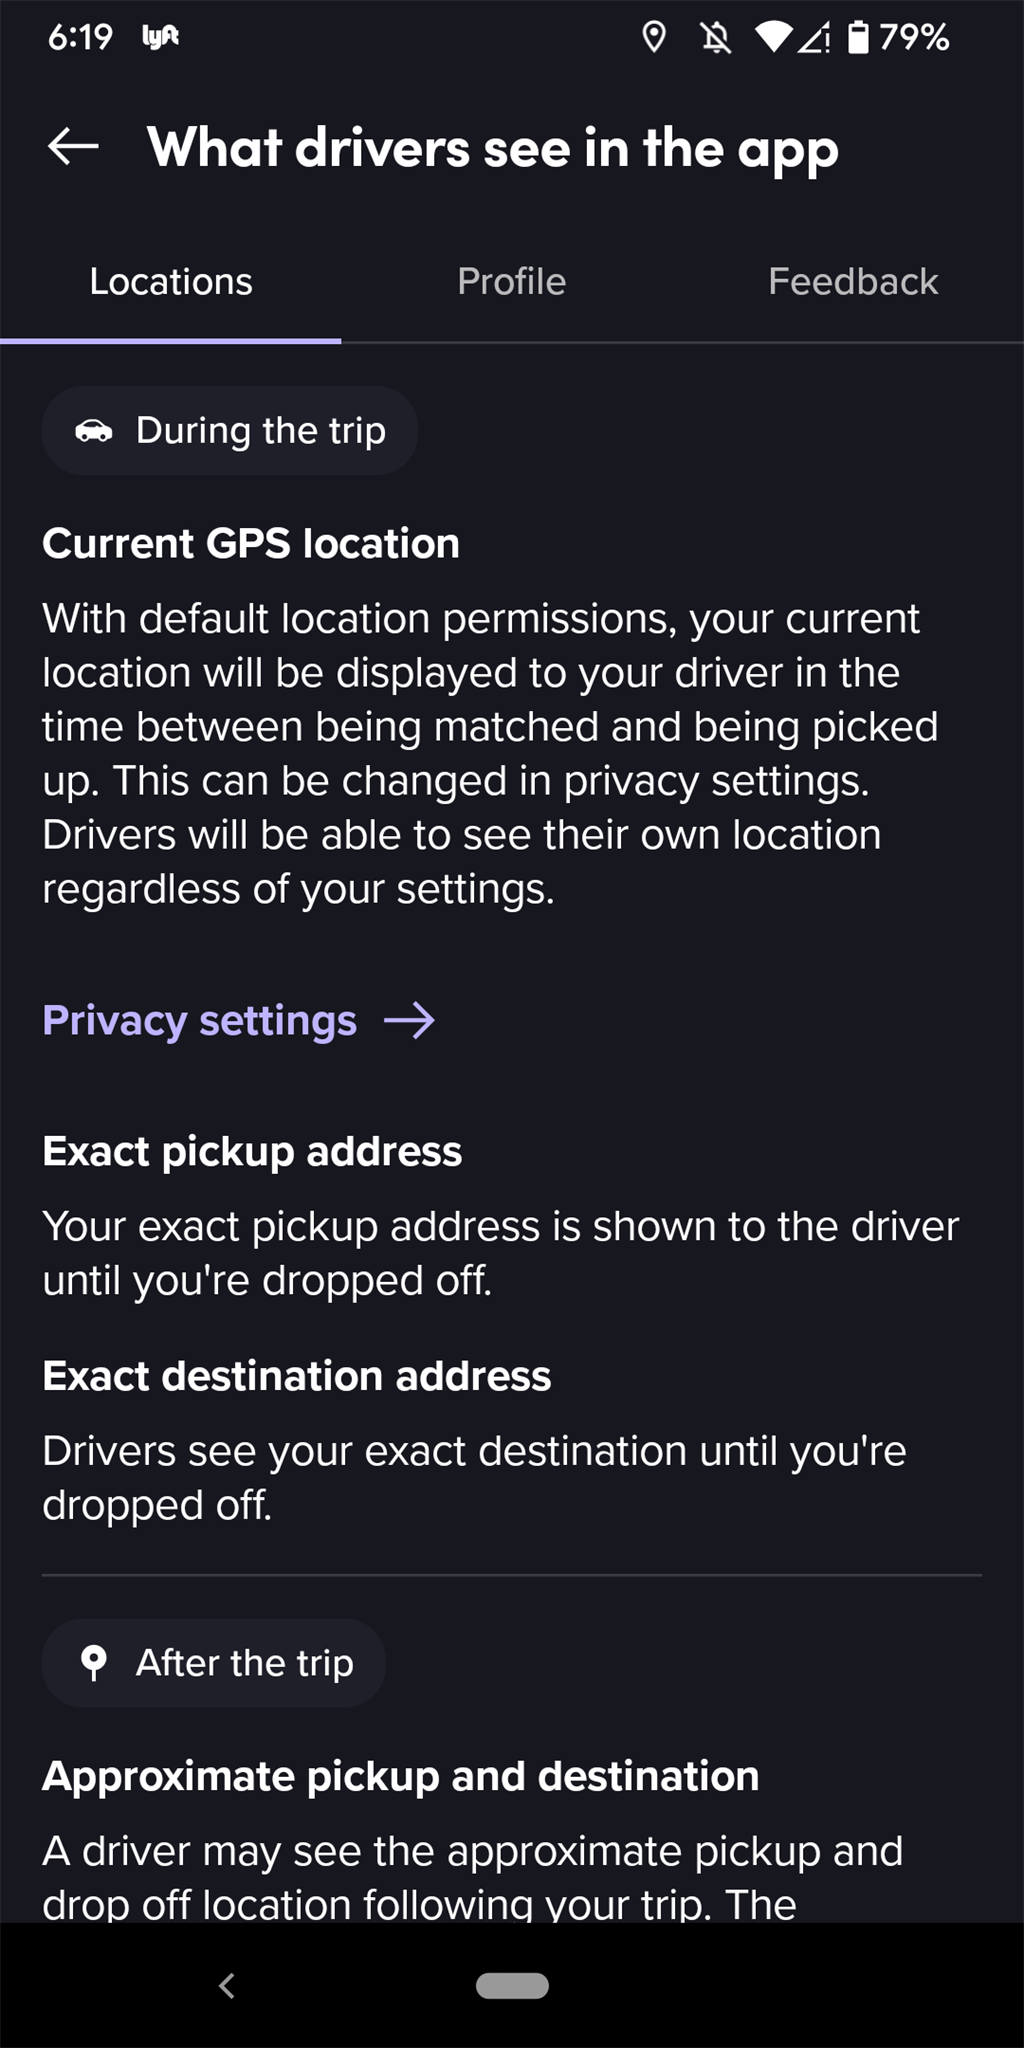 6:19 lyft 79%
What drivers see in the app
Locations Profile Feedback
During the trip
Current GPS location
With default location permissions, your current
location will be displayed to your driver in the
time between being matched and being picked
up. This can be changed in privacy settings.
Drivers will be able to see their own location
regardless of your settings.
Privacy settings
Exact pickup address
Your exact pickup address is shown to the driver
until you're dropped off.
Exact destination address
Drivers see your exact destination until you're
dropped off.
After the trip
Approximate pickup and destination
A driver may see the approximate pickup and
drop off location following your trip. The